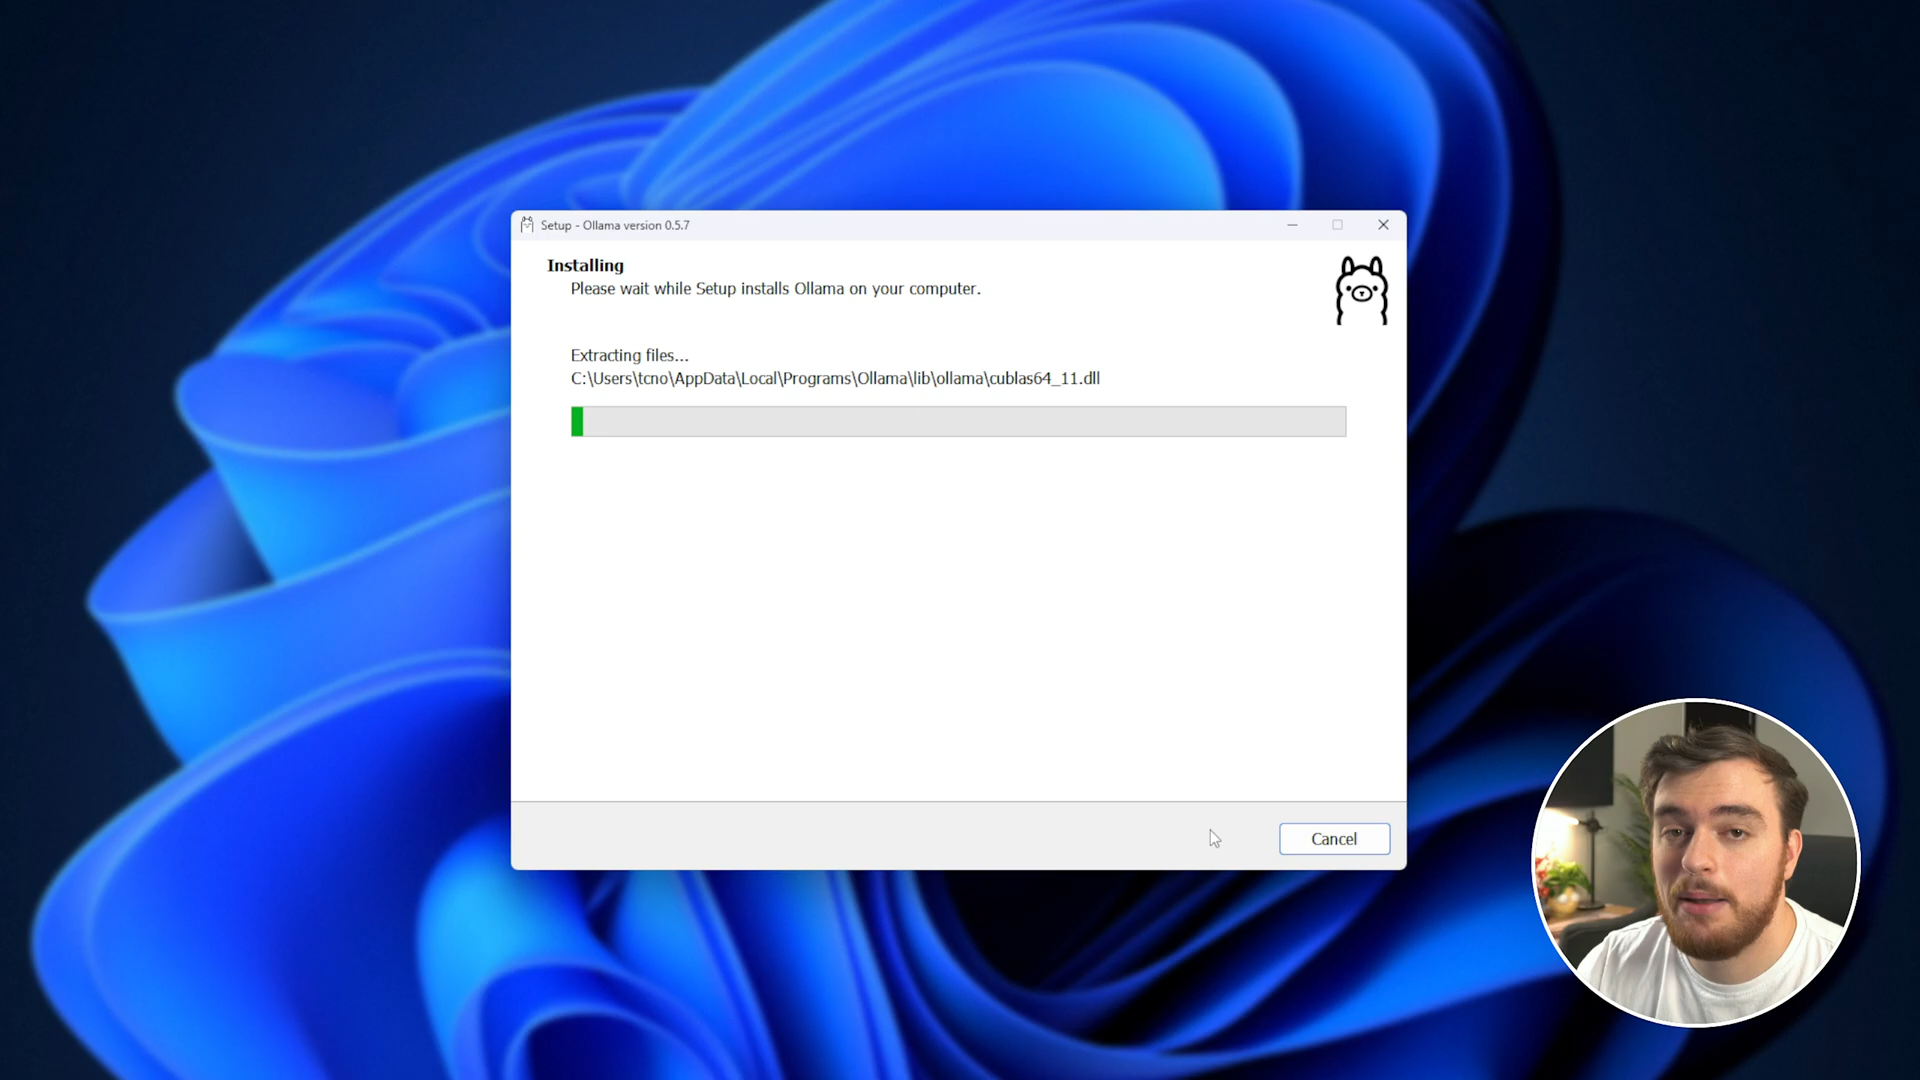 Setup - Ollama version 0.5.7
Installing
Please wait while Setup installs Ollama on your computer.
Extracting files...
C:\Users\tcno\AppData\Local\Programs\Ollama\lib\ollama\cublas64_11.dll
Cancel